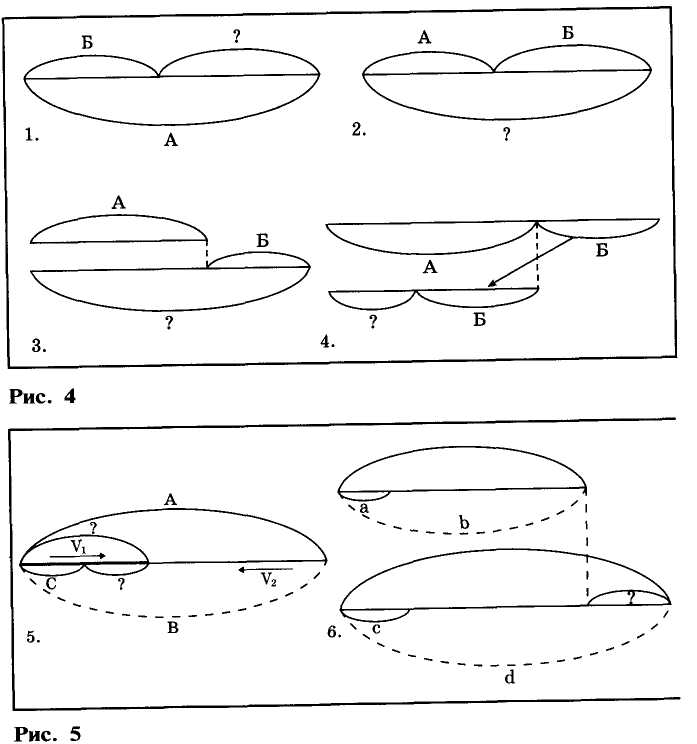 Б ? А Б
1. А 2. ?
А
Б
? А Б
? Б
3. 4.
Рис. 4
А
?
V₁ a b
C ? V₂
?
B c
5. 6.
d
Рис. 5